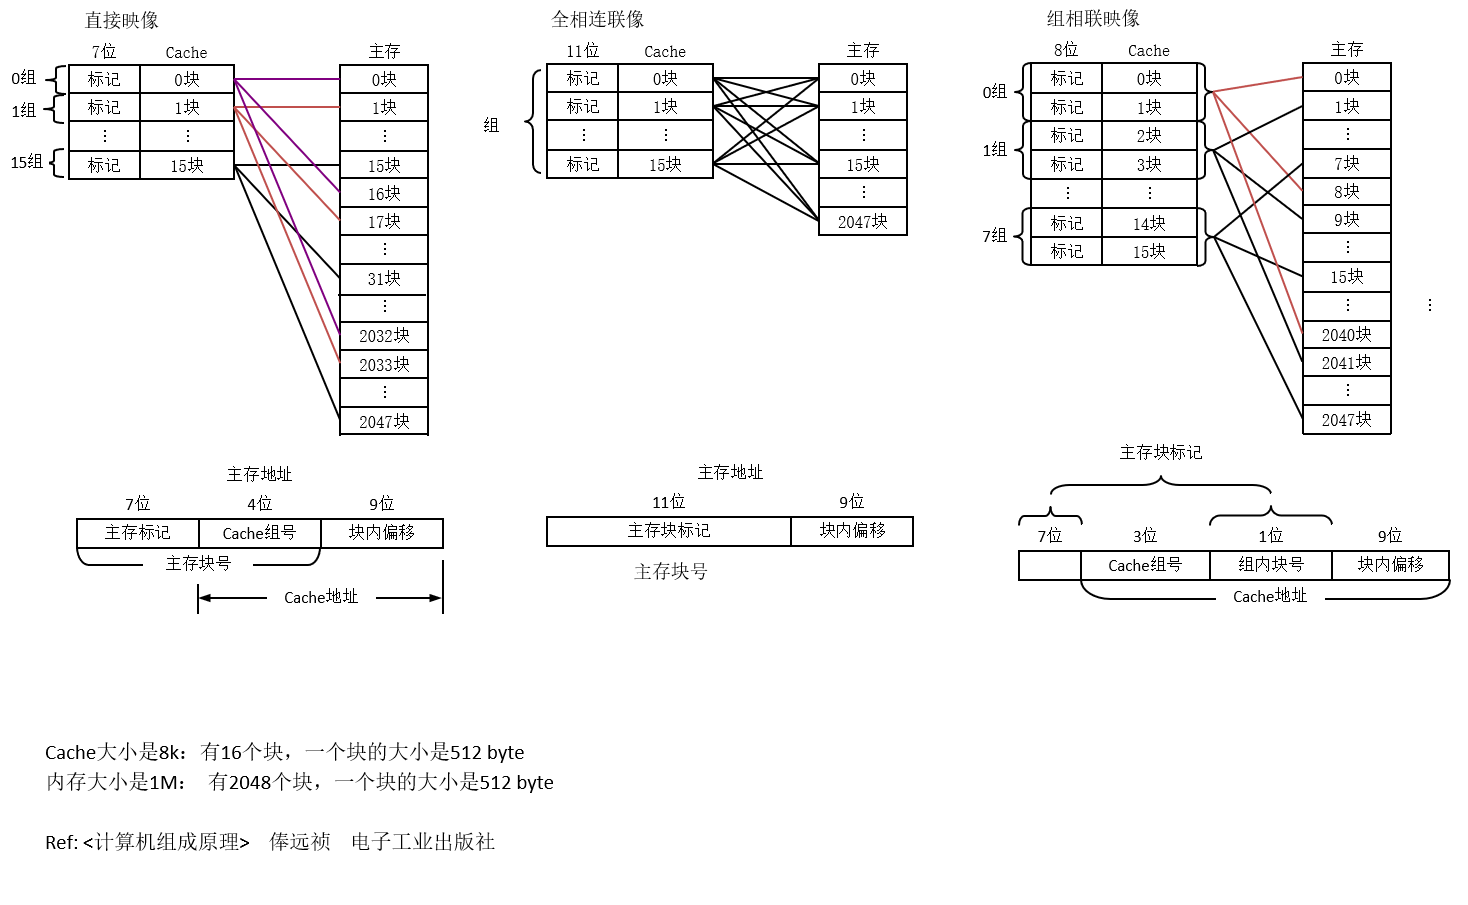 直接映像
7位 Cache 主存
0组 标记 0块 0块
1组 标记 1块 1块
⋮ ⋮ ⋮
15组 标记 15块 15块
16块
17块
⋮
31块
⋮
2032块
2033块
⋮
2047块
主存地址
7位 4位 9位
主存标记 Cache组号 块内偏移
主存块号
Cache地址
全相连联像
11位 Cache 主存
标记 0块 0块
组 标记 1块 1块
⋮ ⋮ ⋮
标记 15块 15块
⋮
2047块
主存地址
11位 9位
主存块标记 块内偏移
主存块号
组相联映像
8位 Cache 主存
0组 标记 0块 0块
标记 1块 1块
1组 标记 2块 ⋮
标记 3块 7块
⋮ ⋮ 8块
7组 标记 14块 9块
标记 15块 ⋮
15块
⋮ ⋮
2040块
2041块
⋮
2047块
主存块标记
7位 3位 1位 9位
Cache组号 组内块号 块内偏移
Cache地址
Cache大小是8k：有16个块，一个块的大小是512 byte
内存大小是1M： 有2048个块，一个块的大小是512 byte
Ref: <计算机组成原理> 俸远祯 电子工业出版社